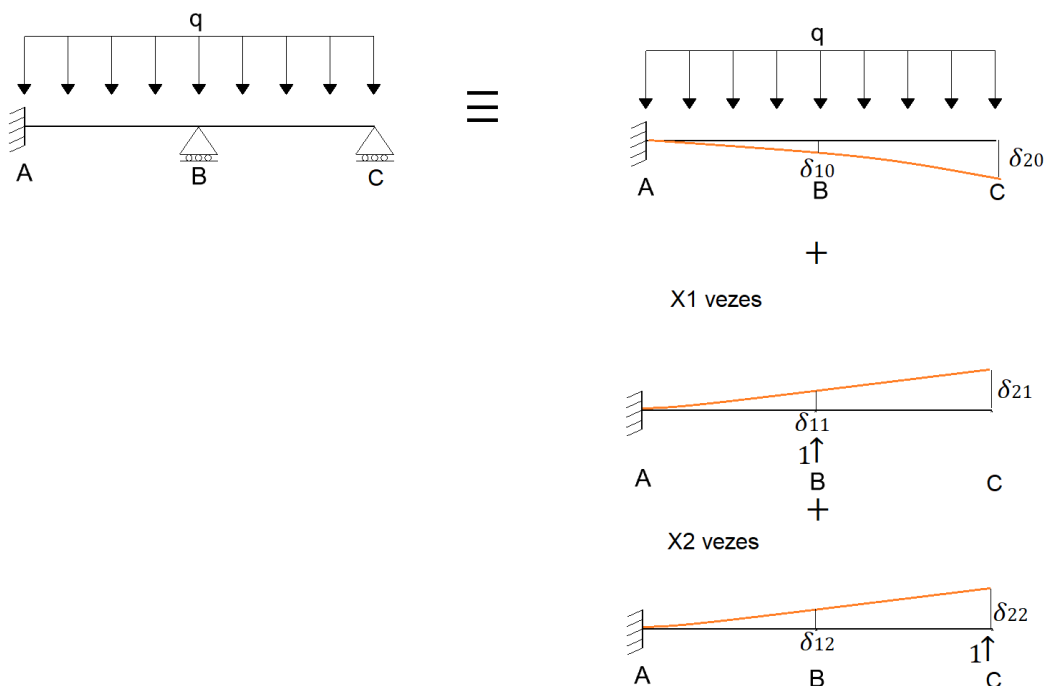 q
A
B
C
≡
q
δ10
δ20
A
B
C
+
X1 vezes
δ21
δ11
1
A
B
C
+
X2 vezes
δ22
δ12
1
A
B
C